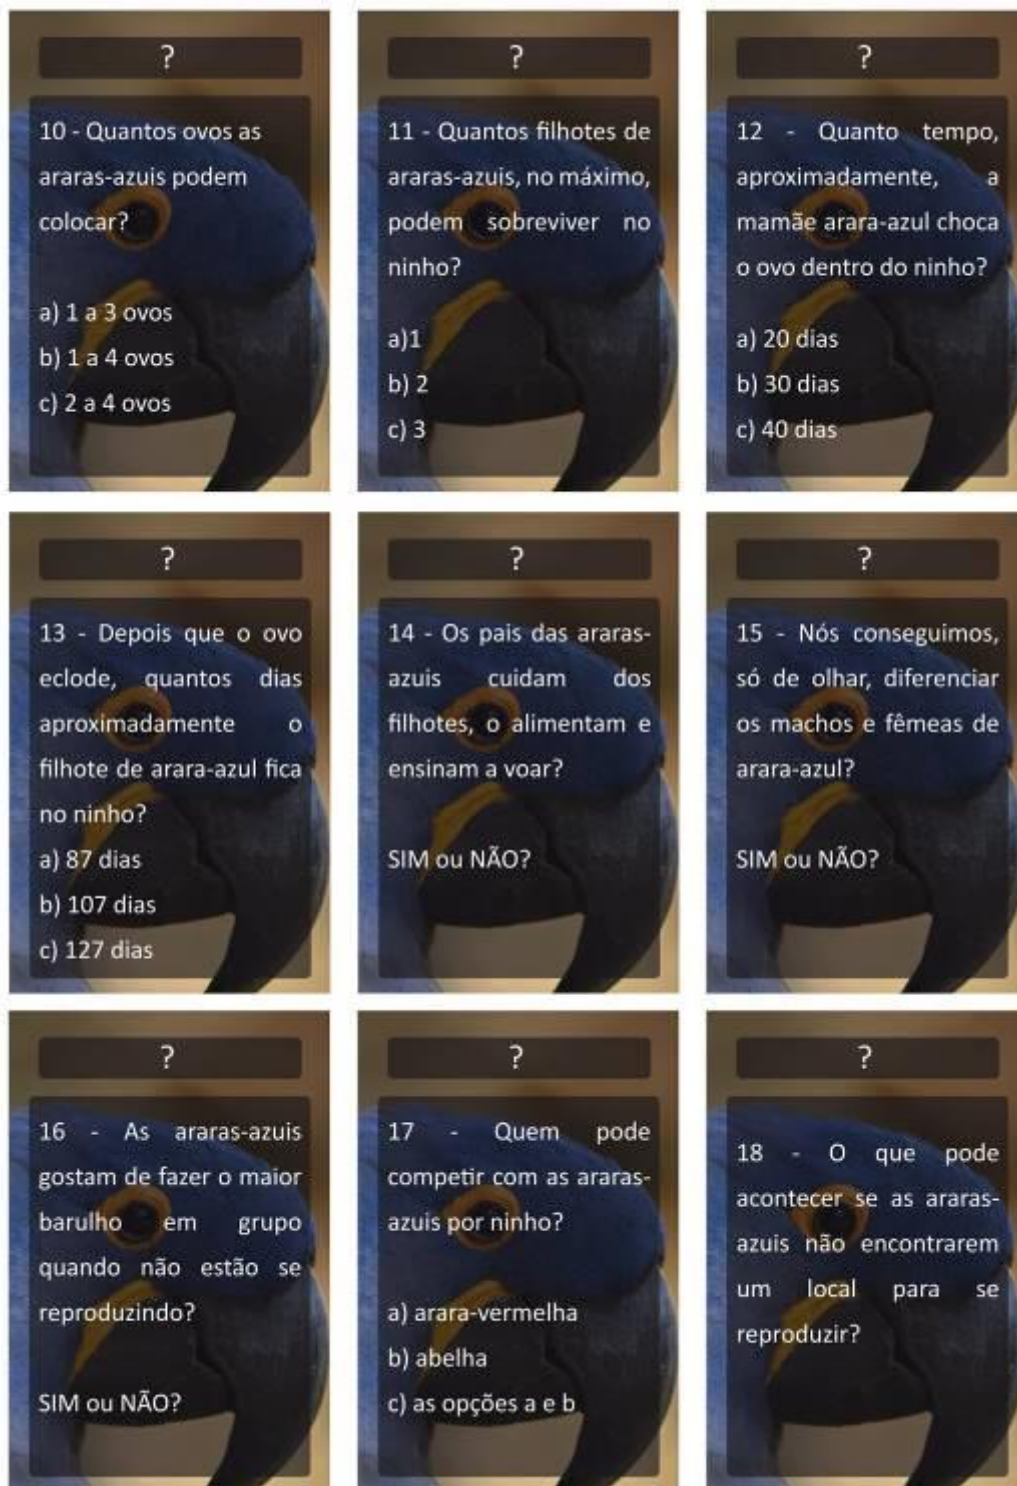 ?
10 - Quantos ovos as
araras-azuis podem
colocar?
a) 1 a 3 ovos
b) 1 a 4 ovos
c) 2 a 4 ovos
?
11 - Quantos filhotes de
araras-azuis, no máximo,
podem sobreviver no
ninho?
a)1
b) 2
c) 3
?
12 - Quanto tempo,
aproximadamente, a
mamãe arara-azul choca
o ovo dentro do ninho?
a) 20 dias
b) 30 dias
c) 40 dias
?
13 - Depois que o ovo
eclode, quantos dias
aproximadamente o
filhote de arara-azul fica
no ninho?
a) 87 dias
b) 107 dias
c) 127 dias
?
14 - Os pais das araras-
azuis cuidam dos
filhotes, o alimentam e
ensinam a voar?
SIM ou NÃO?
?
15 - Nós conseguimos,
só de olhar, diferenciar
os machos e fêmeas de
arara-azul?
SIM ou NÃO?
?
16 - As araras-azuis
gostam de fazer o maior
barulho em grupo
quando não estão se
reproduzindo?
SIM ou NÃO?
?
17 - Quem pode
competir com as araras-
azuis por ninho?
a) arara-vermelha
b) abelha
c) as opções a e b
?
18 - O que pode
acontecer se as araras-
azuis não encontrarem
um local para se
reproduzir?